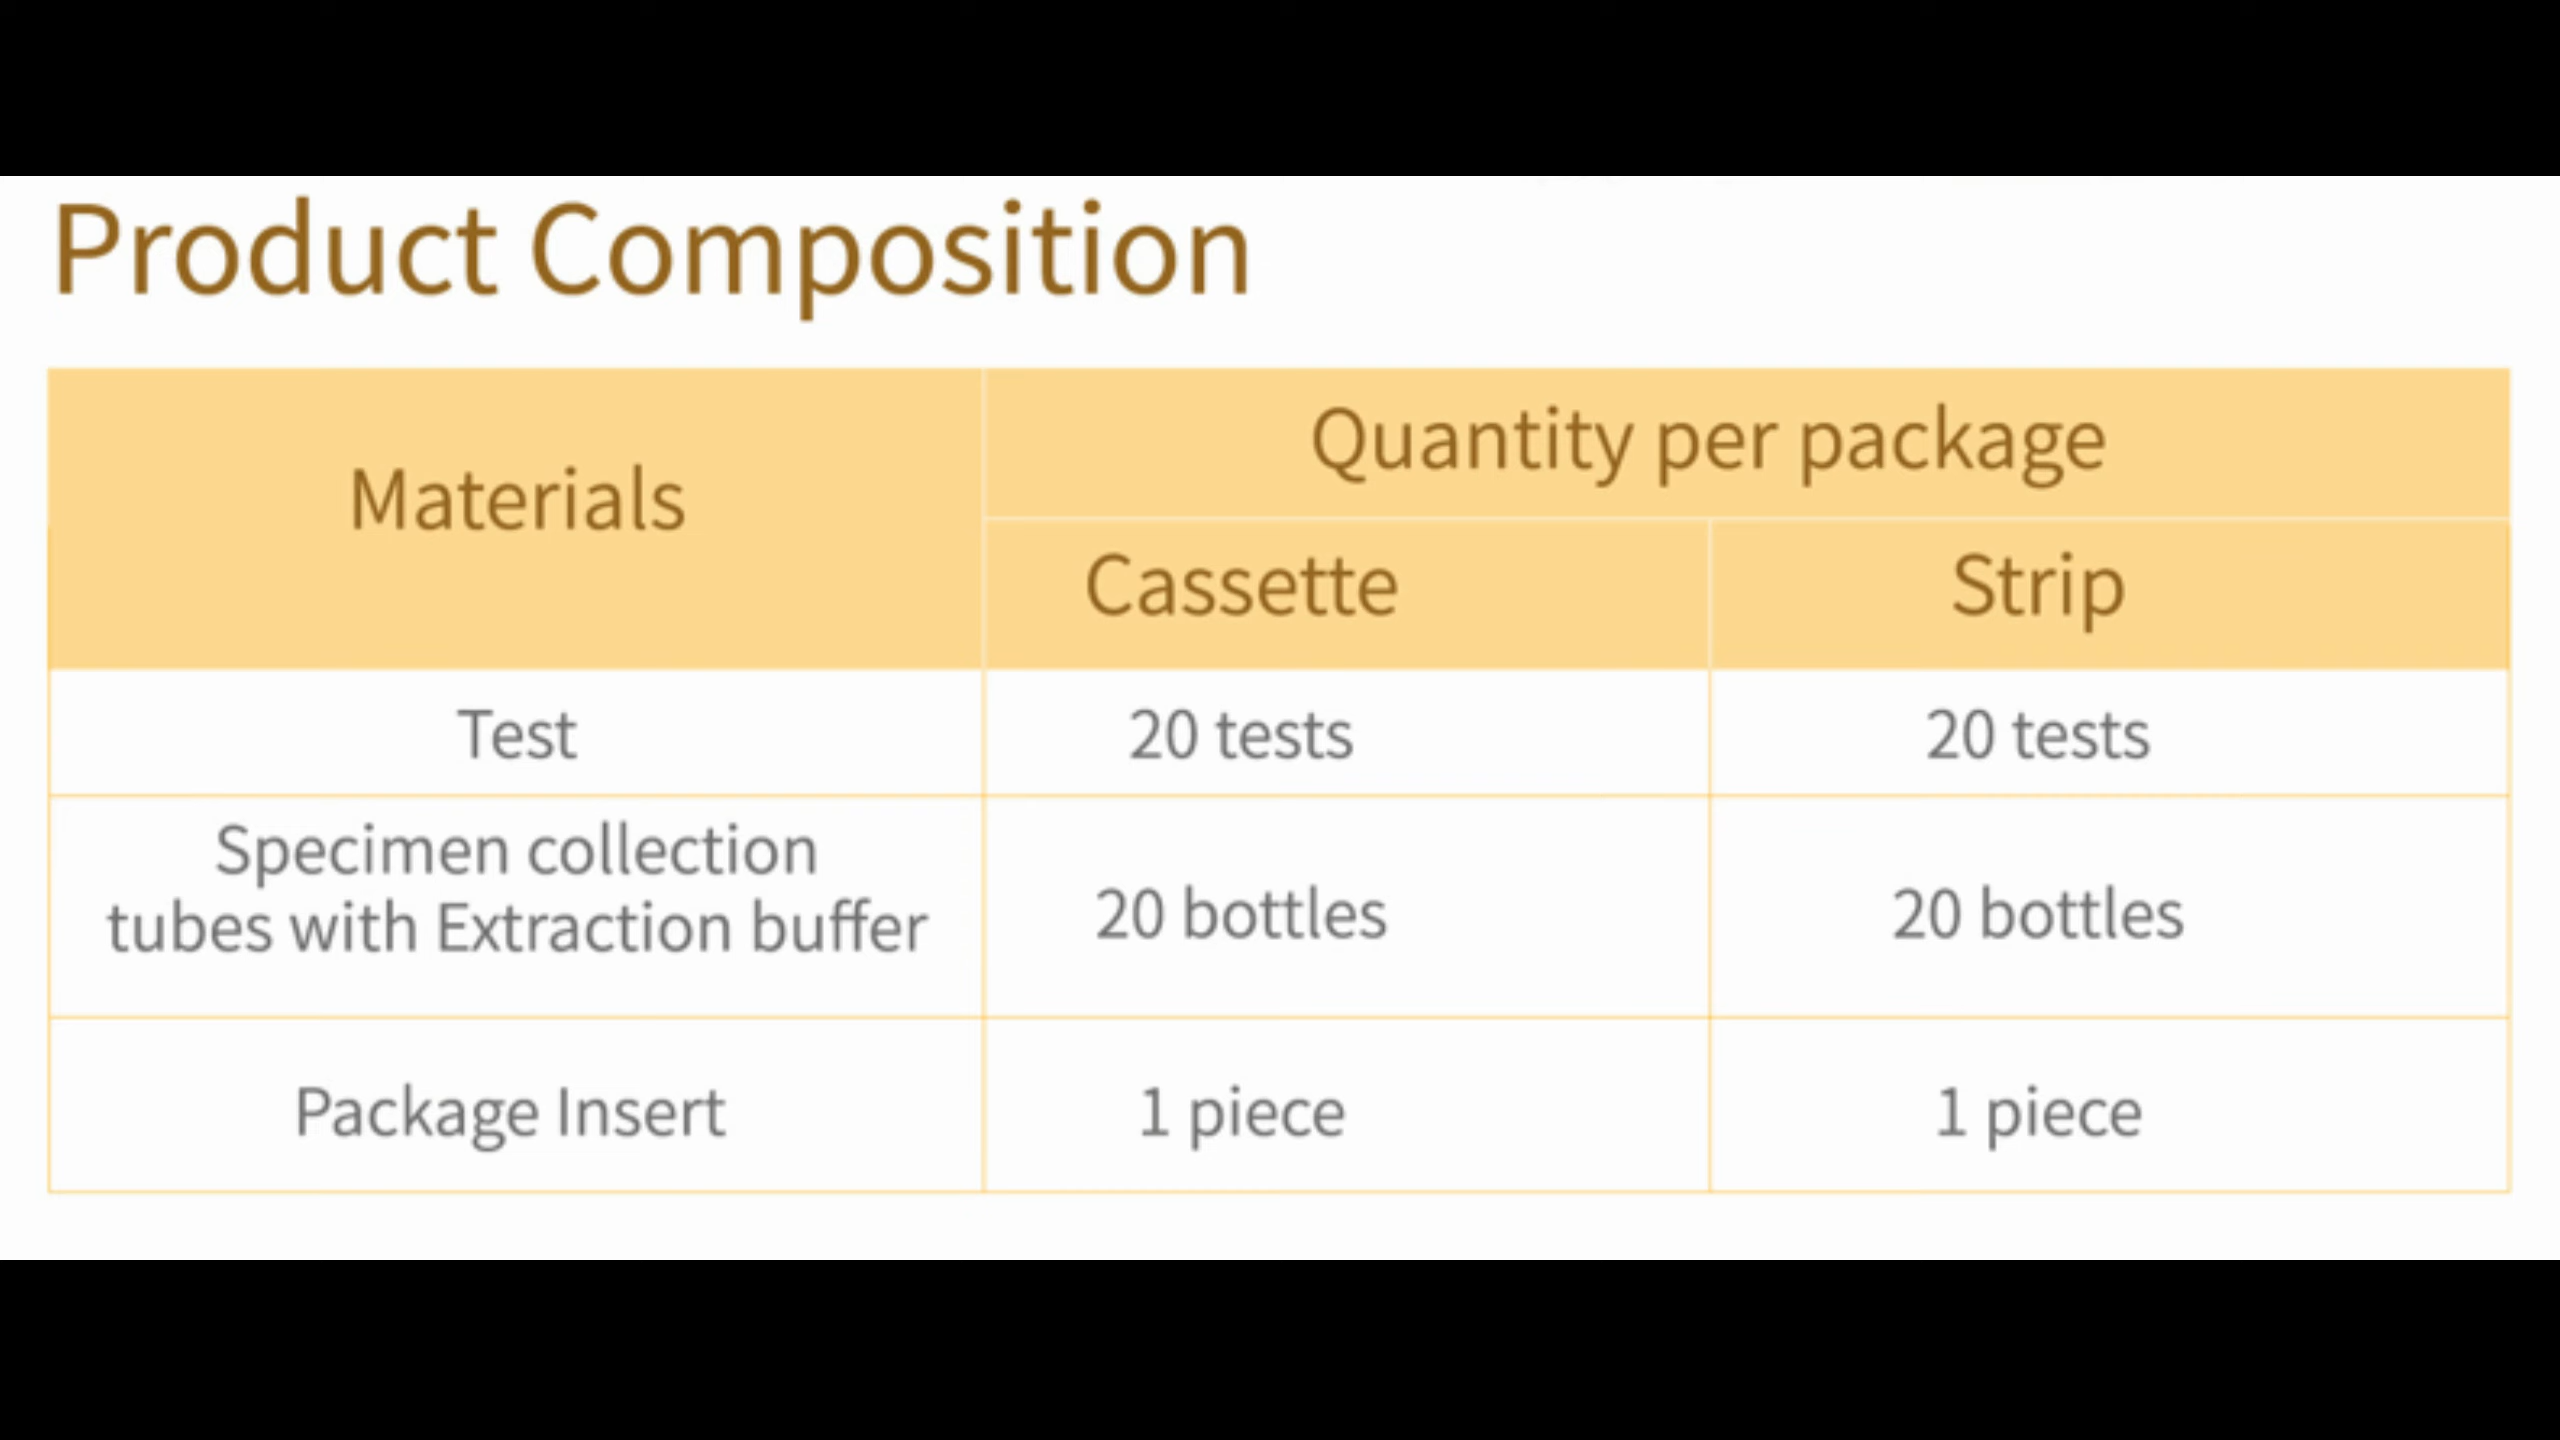 Product Composition
Materials
Quantity per package
Cassette Strip
Test 20 tests 20 tests
Specimen collection
tubes with Extraction buffer 20 bottles 20 bottles
Package Insert 1 piece 1 piece